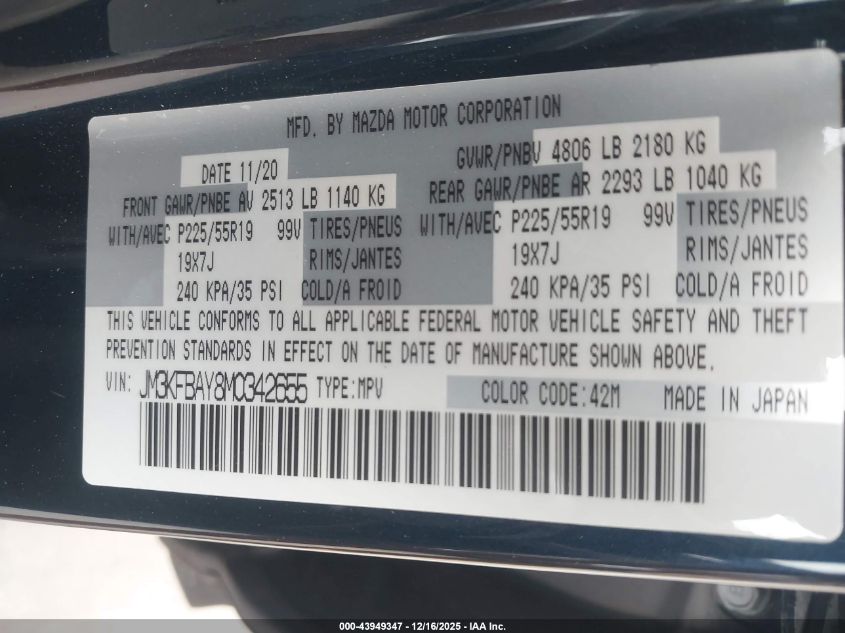 MFD. BY MAZDA MOTOR CORPORATION
DATE 11/20 GVWR/PNBV 4806 LB 2180 KG
FRONT GAWR/PNBE AV 2513 LB 1140 KG REAR GAWR/PNBE AR 2293 LB 1040 KG
WITH/AVEC P225/55R19 99V TIRES/PNEUS WITH/AVEC P225/55R19 99V TIRES/PNEUS
19X7J RIMS/JANTES 19X7J RIMS/JANTES
240 KPA/35 PSI COLD/A FROID 240 KPA/35 PSI COLD/A FROID
THIS VEHICLE CONFORMS TO ALL APPLICABLE FEDERAL MOTOR VEHICLE SAFETY AND THEFT
PREVENTION STANDARDS IN EFFECT ON THE DATE OF MANUFACTURE SHOWN ABOVE.
VIN: JM3KFBAY8M0342655 TYPE:MPV COLOR CODE:42M MADE IN JAPAN
000-43949347 - 12/16/2025 - IAA Inc.